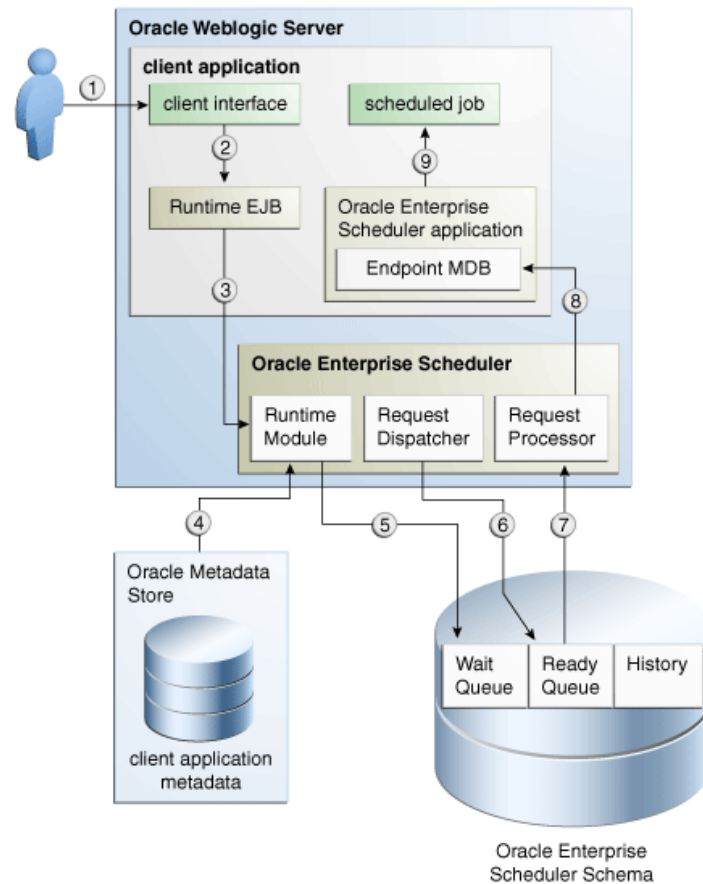 Oracle Weblogic Server
client application
1
client interface
scheduled job
2
9
Runtime EJB
Oracle Enterprise
Scheduler application
Endpoint MDB
3
8
Oracle Enterprise Scheduler
Runtime
Module
Request
Dispatcher
Request
Processor
4
5
6
7
Oracle Metadata
Store
client application
metadata
Wait
Queue
Ready
Queue
History
Oracle Enterprise
Scheduler Schema